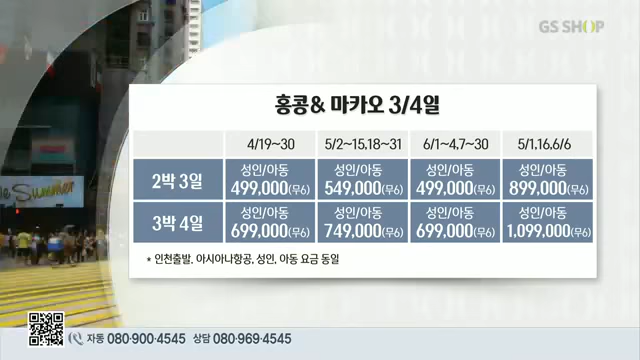 GS SHOP
홍콩& 마카오 3/4일
4/19~30 5/2~15,18~31 6/1~4,7~30 5/1,16,6/6
2박 3일 성인/아동 499,000(무6) 성인/아동 549,000(무6) 성인/아동 499,000(무6) 성인/아동 899,000(무6)
3박 4일 성인/아동 699,000(무6) 성인/아동 749,000(무6) 성인/아동 699,000(무6) 성인/아동 1,099,000(무6)
* 인천출발, 아시아나항공, 성인, 아동 요금 동일
Summer
자동 080·900·4545 상담 080·969·4545